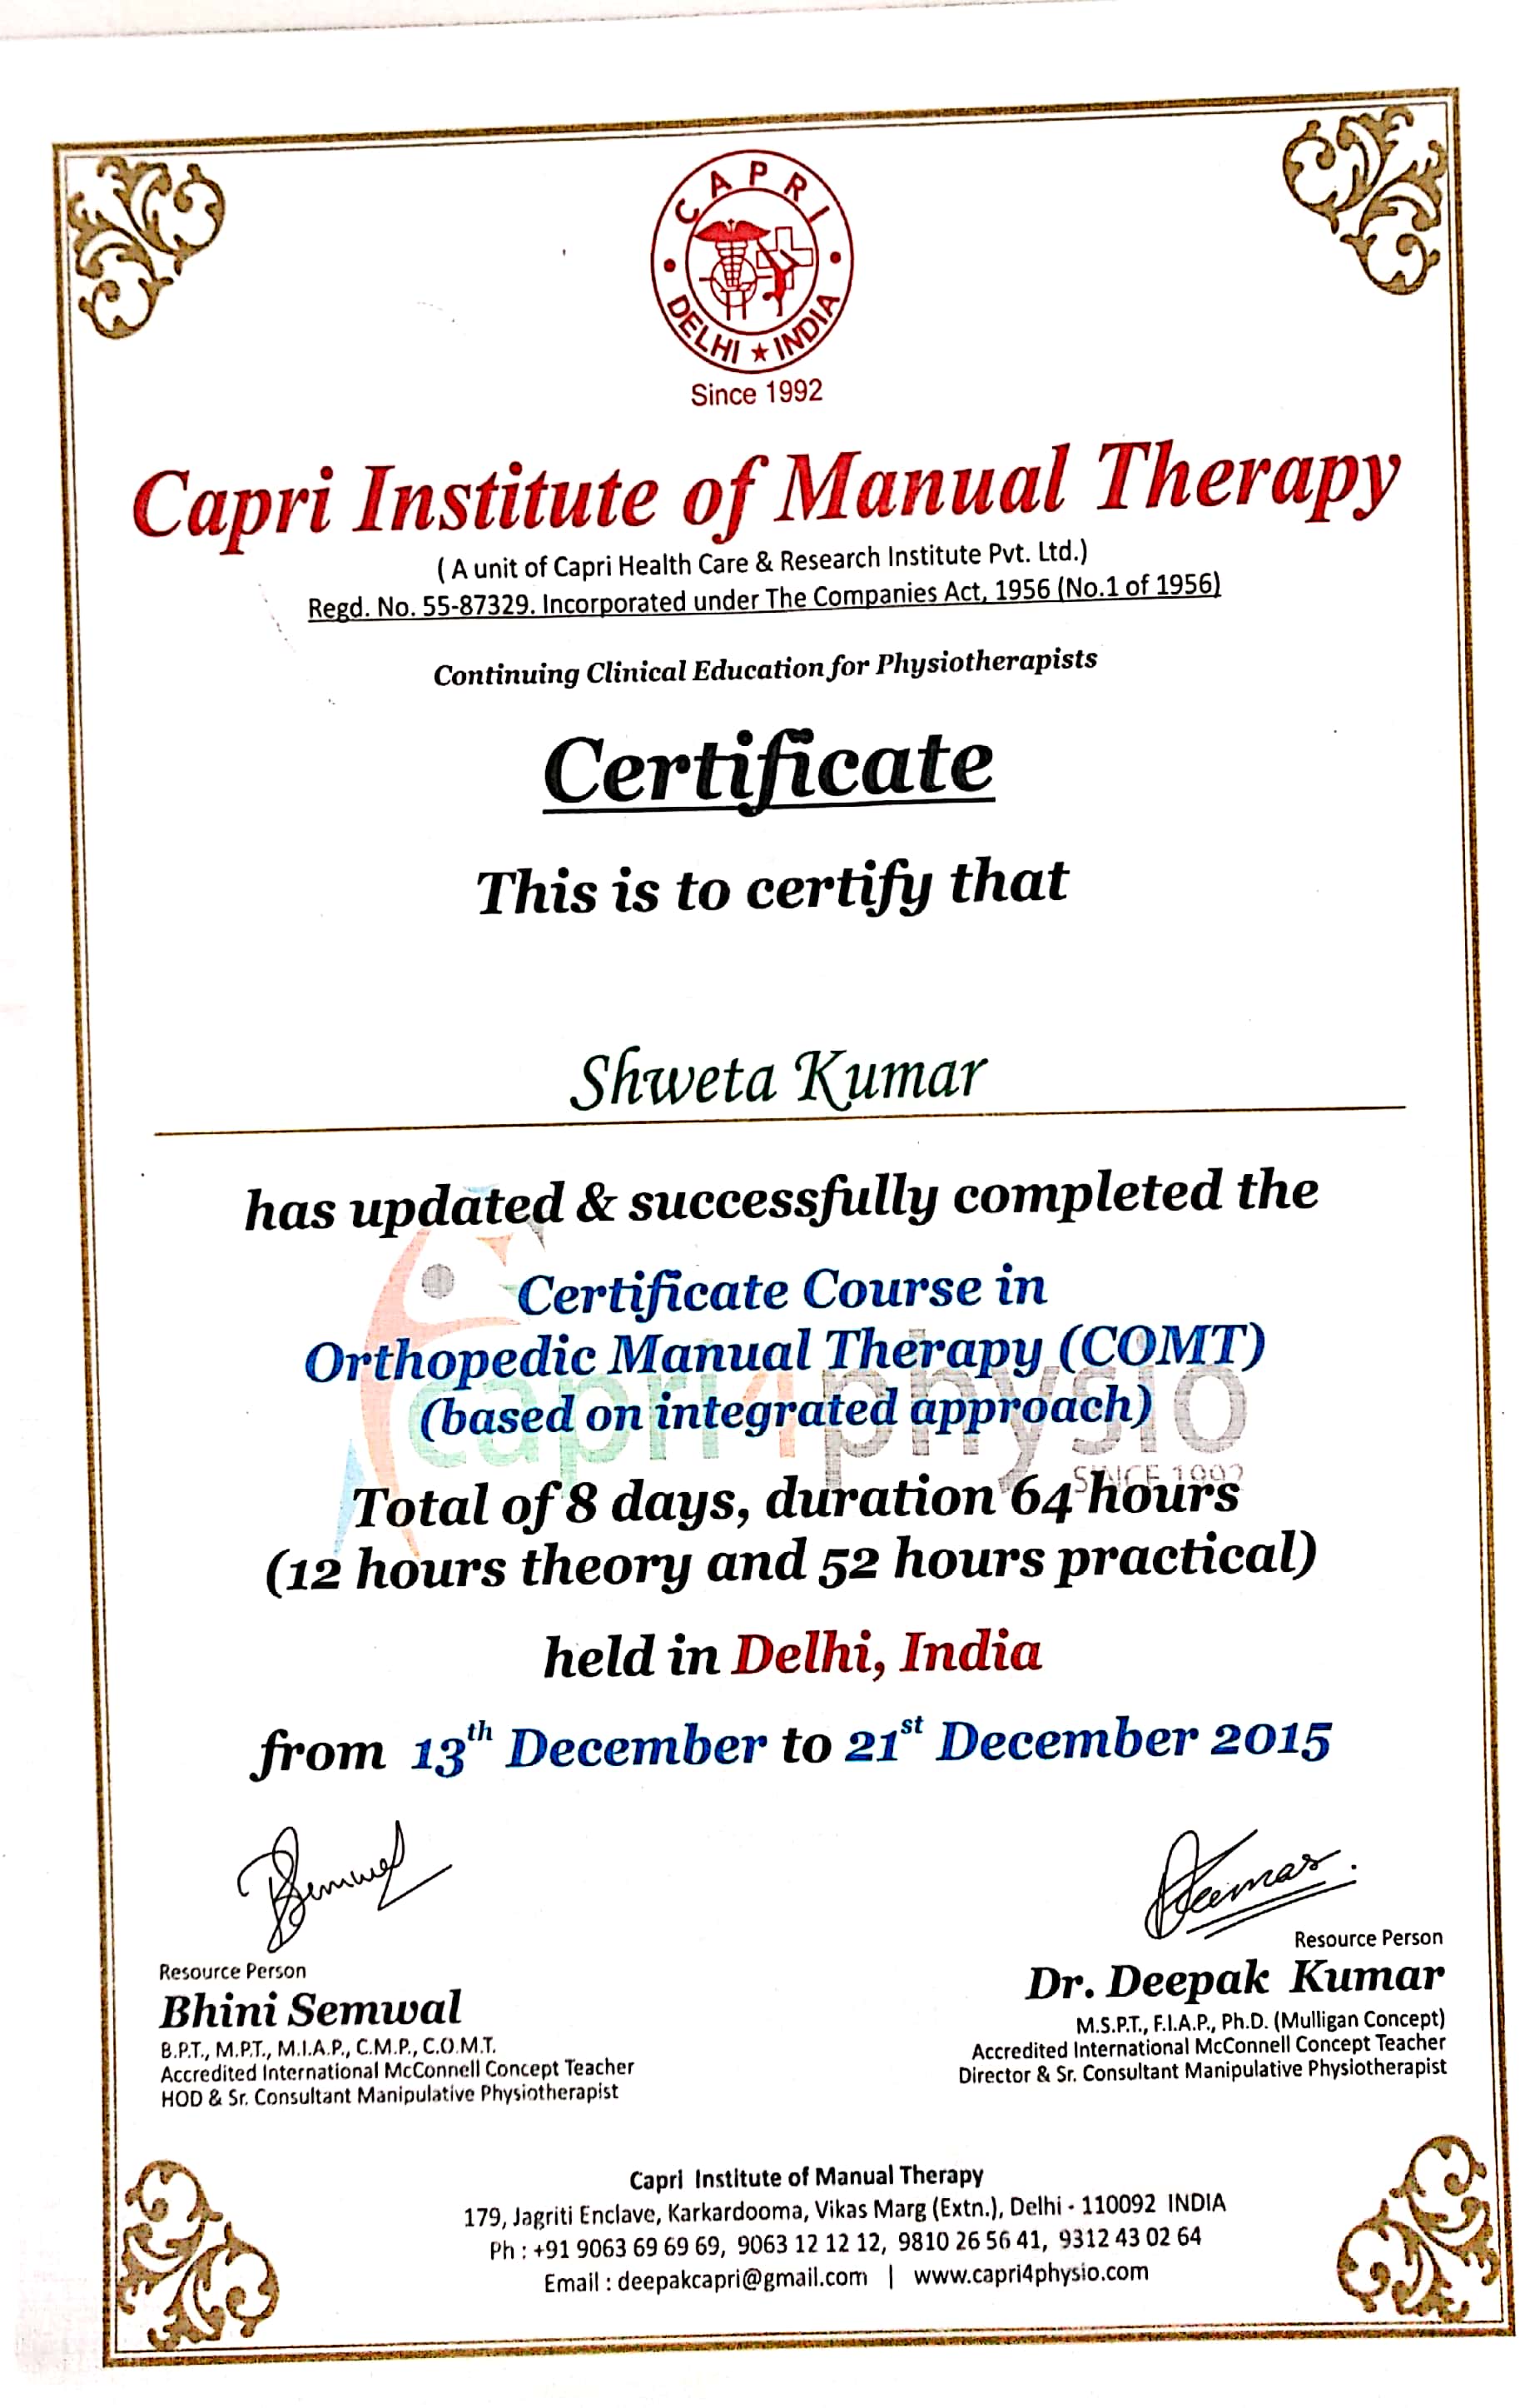 CAPRI
DELHI ★ INDIA
Since 1992
Capri Institute of Manual Therapy
( A unit of Capri Health Care & Research Institute Pvt. Ltd.)
Regd. No. 55-87329. Incorporated under The Companies Act, 1956 (No.1 of 1956)
Continuing Clinical Education for Physiotherapists
Certificate
This is to certify that
Shweta Kumar
has updated & successfully completed the
Certificate Course in
Orthopedic Manual Therapy (COMT)
(based on integrated approach)
capri4physio
SINCE 1992
Total of 8 days, duration 64 hours
(12 hours theory and 52 hours practical)
held in Delhi, India
from 13th December to 21st December 2015
BSemwal
DKumar.
Resource Person
Bhini Semwal
B.P.T., M.P.T., M.I.A.P., C.M.P., C.O.M.T.
Accredited International McConnell Concept Teacher
HOD & Sr. Consultant Manipulative Physiotherapist
Resource Person
Dr. Deepak Kumar
M.S.P.T., F.I.A.P., Ph.D. (Mulligan Concept)
Accredited International McConnell Concept Teacher
Director & Sr. Consultant Manipulative Physiotherapist
Capri Institute of Manual Therapy
179, Jagriti Enclave, Karkardooma, Vikas Marg (Extn.), Delhi - 110092 INDIA
Ph : +91 9063 69 69 69, 9063 12 12 12, 9810 26 56 41, 9312 43 02 64
Email : deepakcapri@gmail.com | www.capri4physio.com